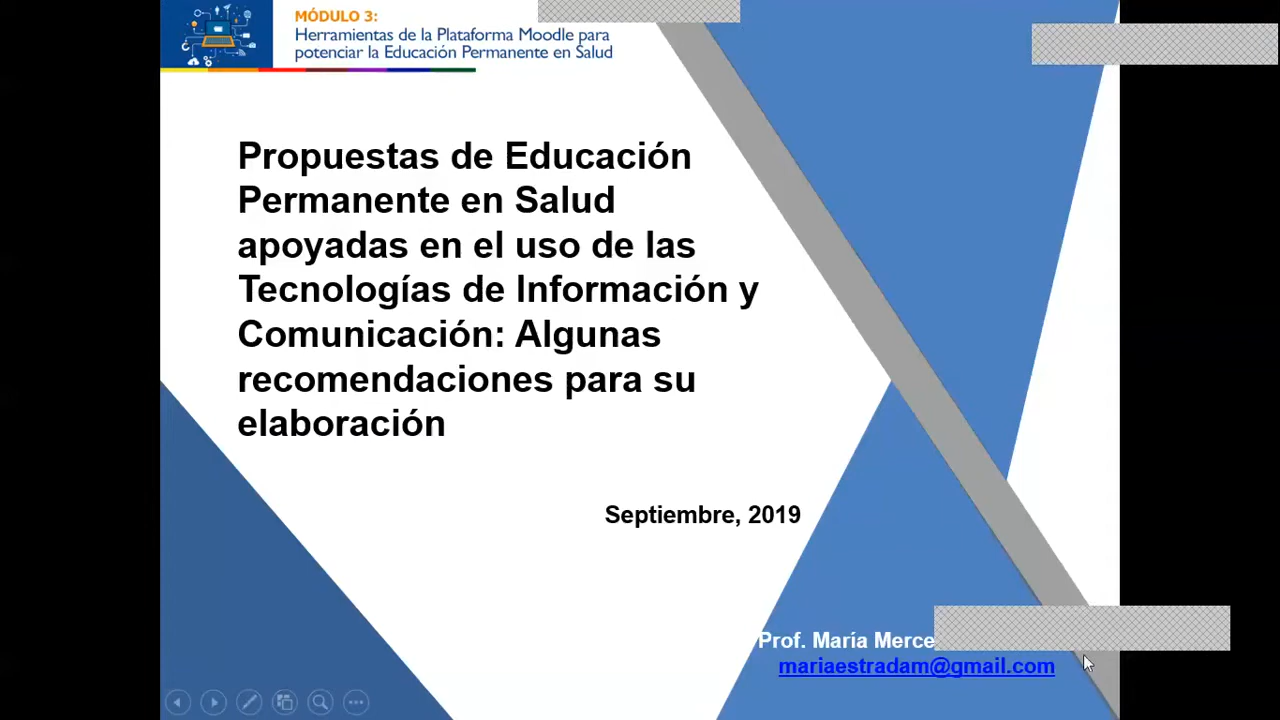 MÓDULO 3:
Herramientas de la Plataforma Moodle para
potenciar la Educación Permanente en Salud
Propuestas de Educación
Permanente en Salud
apoyadas en el uso de las
Tecnologías de Información y
Comunicación: Algunas
recomendaciones para su
elaboración
Septiembre, 2019
Prof. María
mariaestradam@gmail.com